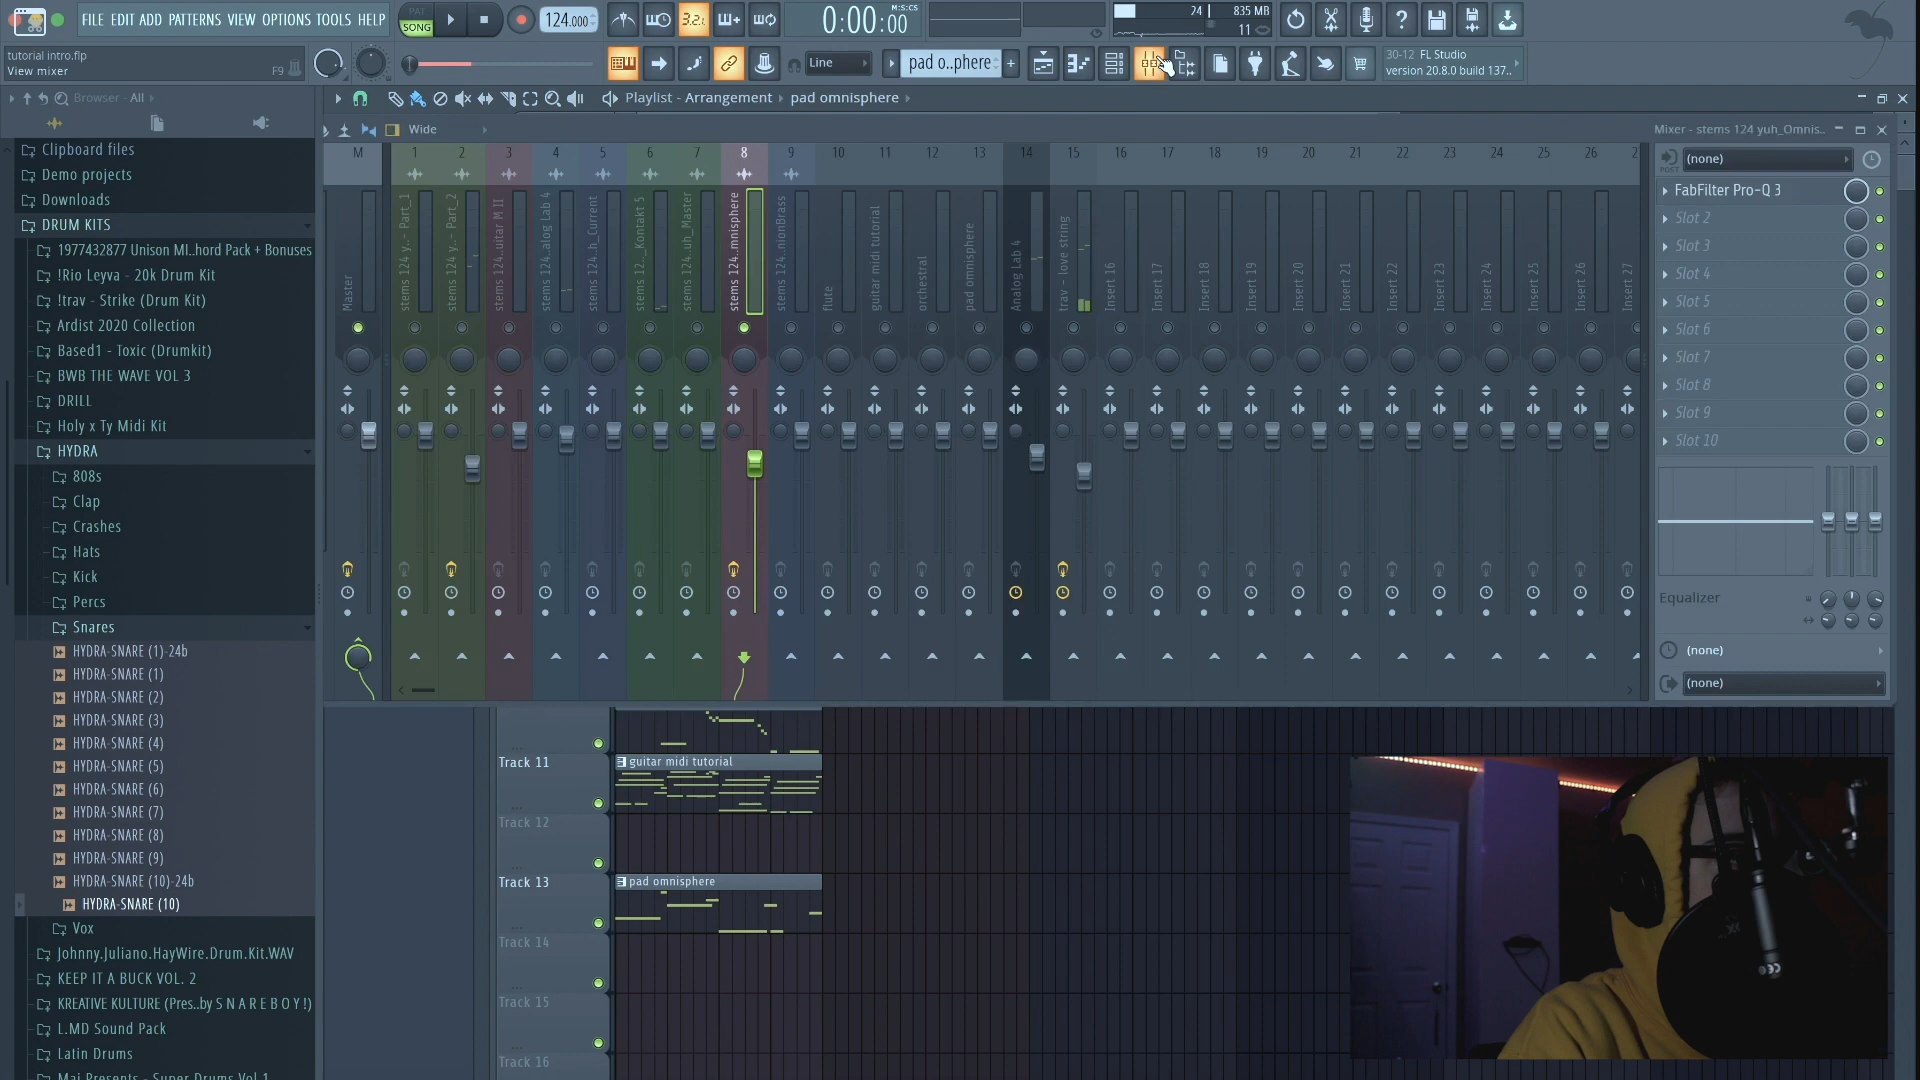 FILE EDIT ADD PATTERNS VIEW OPTIONS TOOLS HELP
PAT
SONG
124.000
3.2.
0:00:00
M:S:CS
24
835 MB
11
tutorial intro.flp
View mixer
F9
Line
pad o..phere
30-12 FL Studio
version 20.8.0 build 137..
Browser - All
Playlist - Arrangement
pad omnisphere
Clipboard files
Demo projects
Downloads
DRUM KITS
1977432877 Unison MI..hord Pack + Bonuses
!Rio Leyva - 20k Drum Kit
!trav - Strike (Drum Kit)
Ardist 2020 Collection
Based1 - Toxic (Drumkit)
BWB THE WAVE VOL 3
DRILL
Holy x Ty Midi Kit
HYDRA
808s
Clap
Crashes
Hats
Kick
Percs
Snares
HYDRA-SNARE (1)-24b
HYDRA-SNARE (1)
HYDRA-SNARE (2)
HYDRA-SNARE (3)
HYDRA-SNARE (4)
HYDRA-SNARE (5)
HYDRA-SNARE (6)
HYDRA-SNARE (7)
HYDRA-SNARE (8)
HYDRA-SNARE (9)
HYDRA-SNARE (10)-24b
HYDRA-SNARE (10)
Vox
Johnny.Juliano.HayWire.Drum.Kit.WAV
KEEP IT A BUCK VOL. 2
KREATIVE KULTURE (Pres..by S N A R E B O Y !)
L.MD Sound Pack
Latin Drums
Maj Presents - Super Drums Vol 1
Wide
Mixer - stems 124 yuh_Omnis..
M 1 2 3 4 5 6 7 8 9 10 11 12 13 14 15 16 17 18 19 20 21 22 23 24 25 26 2
Master
stems 124 y.. - Part_1
stems 124 y.. - Part_2
stems 124..uitar M II
stems 124..alog Lab 4
stems 124..h_Current
stems 12.._Kontakt 5
stems 124..uh_Master
stems 124..mnisphere
stems 124..nionBrass
flute
guitar midi tutorial
orchestral
pad omnisphere
Analog Lab 4
trav - love string
Insert 16
Insert 17
Insert 18
Insert 19
Insert 20
Insert 21
Insert 22
Insert 23
Insert 24
Insert 25
Insert 26
Insert 27
(none)
POST
FabFilter Pro-Q 3
Slot 2
Slot 3
Slot 4
Slot 5
Slot 6
Slot 7
Slot 8
Slot 9
Slot 10
Equalizer
(none)
(none)
Track 11
guitar midi tutorial
Track 12
Track 13
pad omnisphere
Track 14
Track 15
Track 16